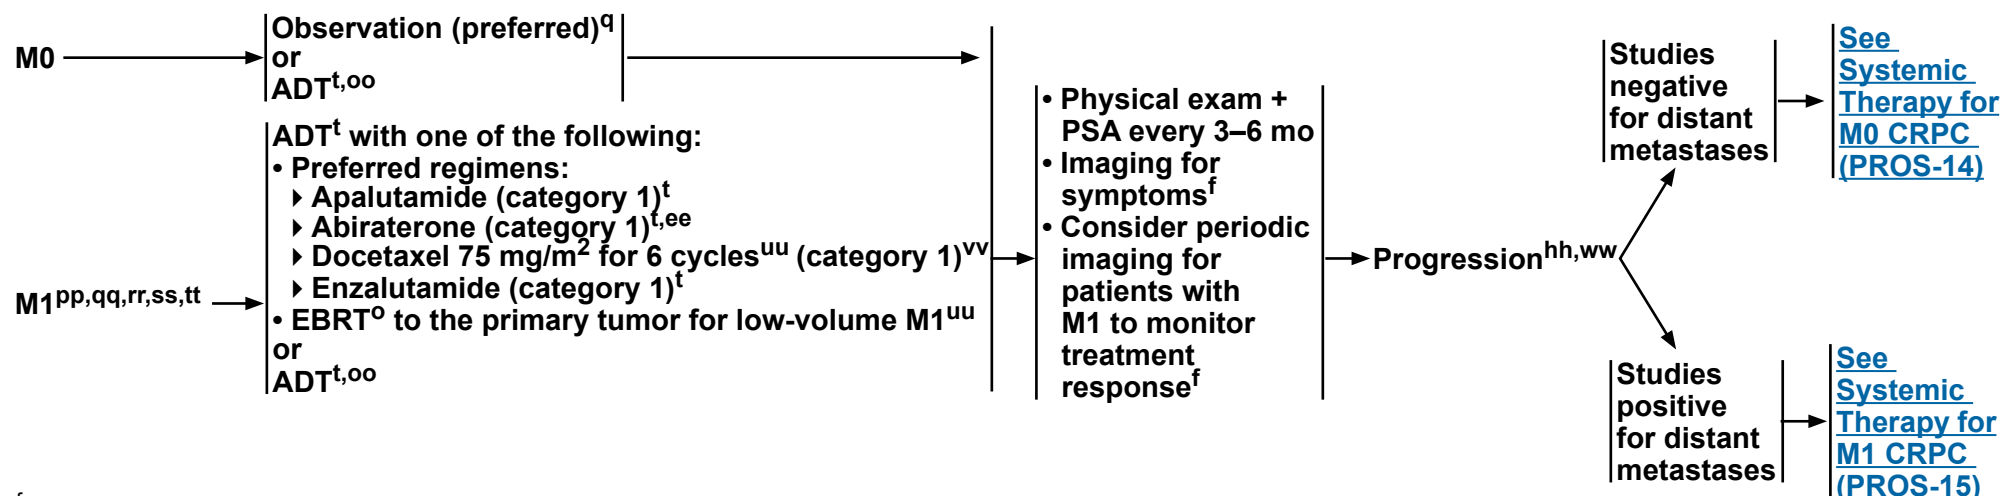 M0
Observation (preferred)q
or
ADTt,oo
M1pp,qq,rr,ss,tt
ADTt with one of the following:
• Preferred regimens:
▸ Apalutamide (category 1)t
▸ Abiraterone (category 1)t,ee
▸ Docetaxel 75 mg/m2 for 6 cyclesuu (category 1)vv
▸ Enzalutamide (category 1)t
• EBRTo to the primary tumor for low-volume M1uu
or
ADTt,oo
• Physical exam +
PSA every 3–6 mo
• Imaging for
symptomsf
• Consider periodic
imaging for
patients with
M1 to monitor
treatment
responsef
Progressionhh,ww
Studies
negative
for distant
metastases
See
Systemic
Therapy for
M0 CRPC
(PROS-14)
Studies
positive
for distant
metastases
See
Systemic
Therapy for
M1 CRPC
(PROS-15)
f